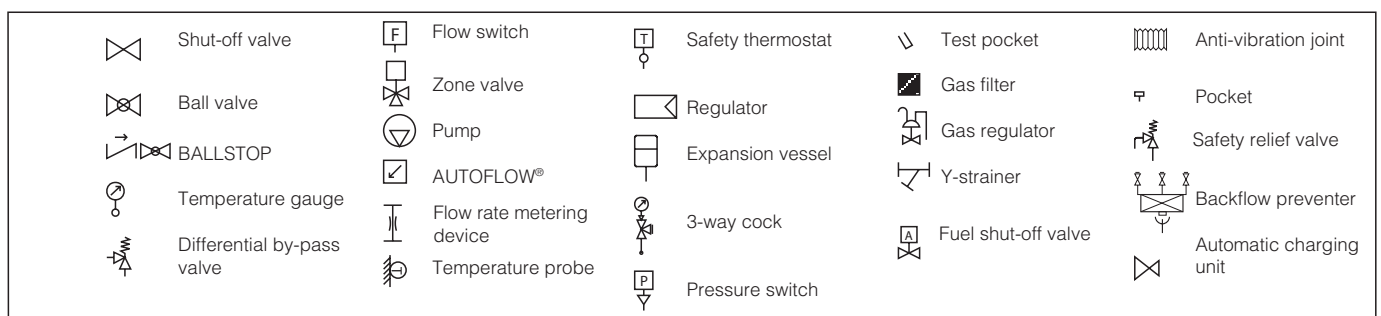 Shut-off valve
Ball valve
BALLSTOP
Temperature gauge
Differential by-pass
valve
F
Flow switch
Zone valve
Pump
AUTOFLOW®
Flow rate metering
device
Temperature probe
T
Safety thermostat
Regulator
Expansion vessel
3-way cock
P
Pressure switch
Test pocket
Gas filter
Gas regulator
Y-strainer
A
Fuel shut-off valve
Anti-vibration joint
Pocket
Safety relief valve
Backflow preventer
Automatic charging
unit